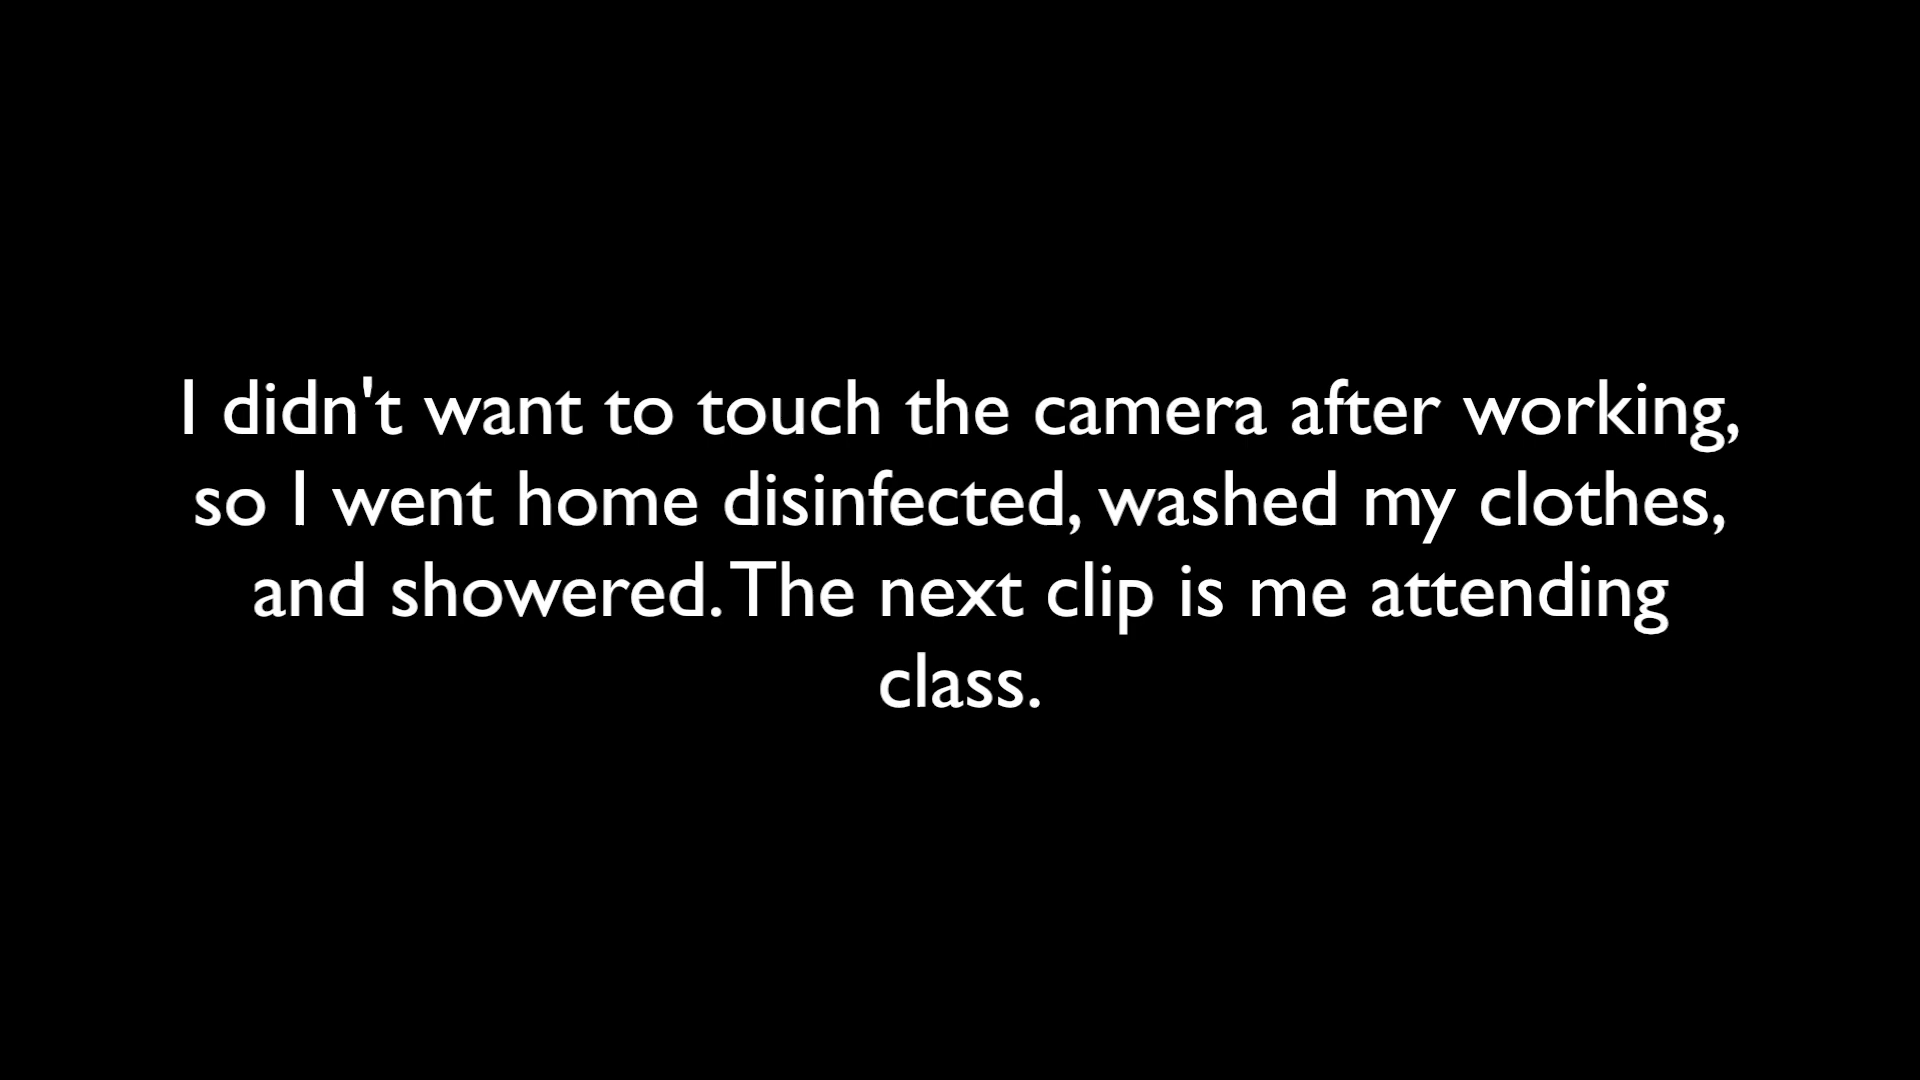 I didn't want to touch the camera after working,
so I went home disinfected, washed my clothes,
and showered. The next clip is me attending
class.